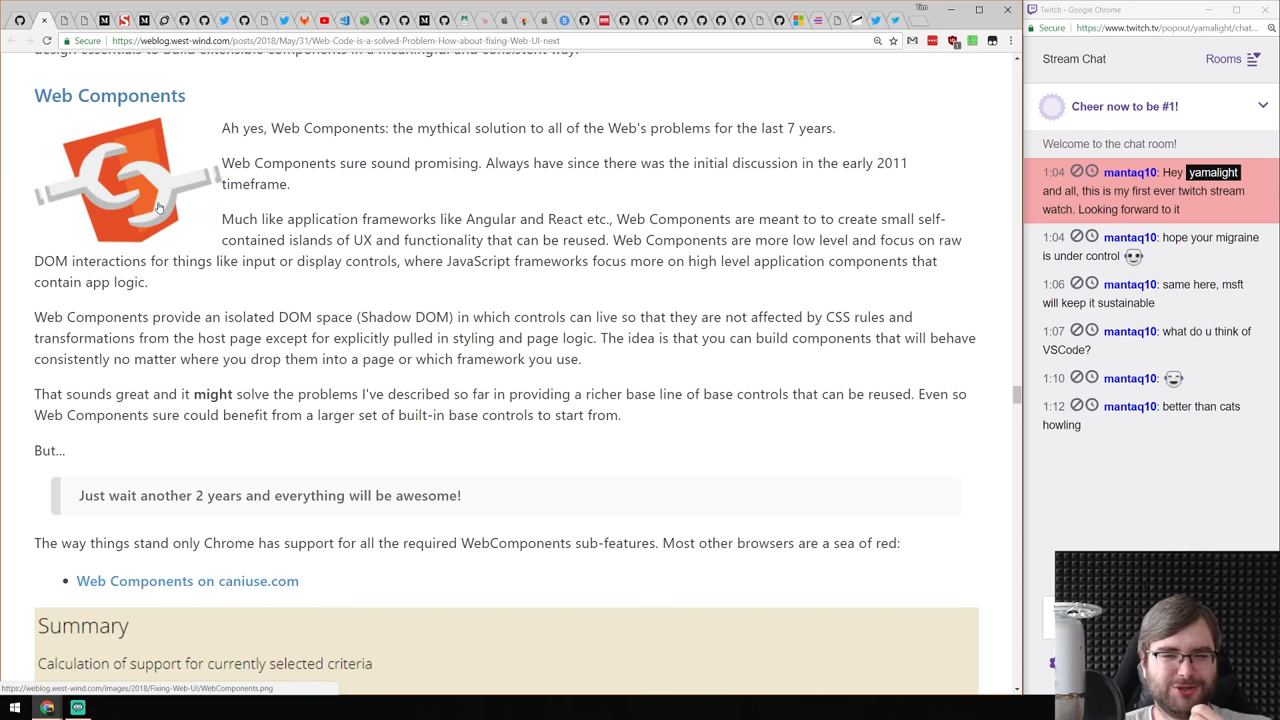 Tim
Secure
https://weblog.west-wind.com/posts/2018/May/31/Web-Code-is-a-solved-Problem-How-about-fixing-Web-UI-next
Web Components
Ah yes, Web Components: the mythical solution to all of the Web's problems for the last 7 years.
Web Components sure sound promising. Always have since there was the initial discussion in the early 2011
timeframe.
Much like application frameworks like Angular and React etc., Web Components are meant to to create small self-
contained islands of UX and functionality that can be reused. Web Components are more low level and focus on raw
DOM interactions for things like input or display controls, where JavaScript frameworks focus more on high level application components that
contain app logic.
Web Components provide an isolated DOM space (Shadow DOM) in which controls can live so that they are not affected by CSS rules and
transformations from the host page except for explicitly pulled in styling and page logic. The idea is that you can build components that will behave
consistently no matter where you drop them into a page or which framework you use.
That sounds great and it might solve the problems I've described so far in providing a richer base line of base controls that can be reused. Even so
Web Components sure could benefit from a larger set of built-in base controls to start from.
But...
Just wait another 2 years and everything will be awesome!
The way things stand only Chrome has support for all the required WebComponents sub-features. Most other browsers are a sea of red:
• Web Components on caniuse.com
Summary
Calculation of support for currently selected criteria
https://weblog.west-wind.com/images/2018/Fixing-Web-UI/WebComponents.png
Twitch - Google Chrome
Secure
https://www.twitch.tv/popout/yamalight/chat...
Stream Chat
Rooms
Cheer now to be #1!
Welcome to the chat room!
1:04 mantaq10: Hey yamalight
and all, this is my first ever twitch stream
watch. Looking forward to it
1:04 mantaq10: hope your migraine
is under control
1:06 mantaq10: same here, msft
will keep it sustainable
1:07 mantaq10: what do u think of
VSCode?
1:10 mantaq10:
1:12 mantaq10: better than cats
howling